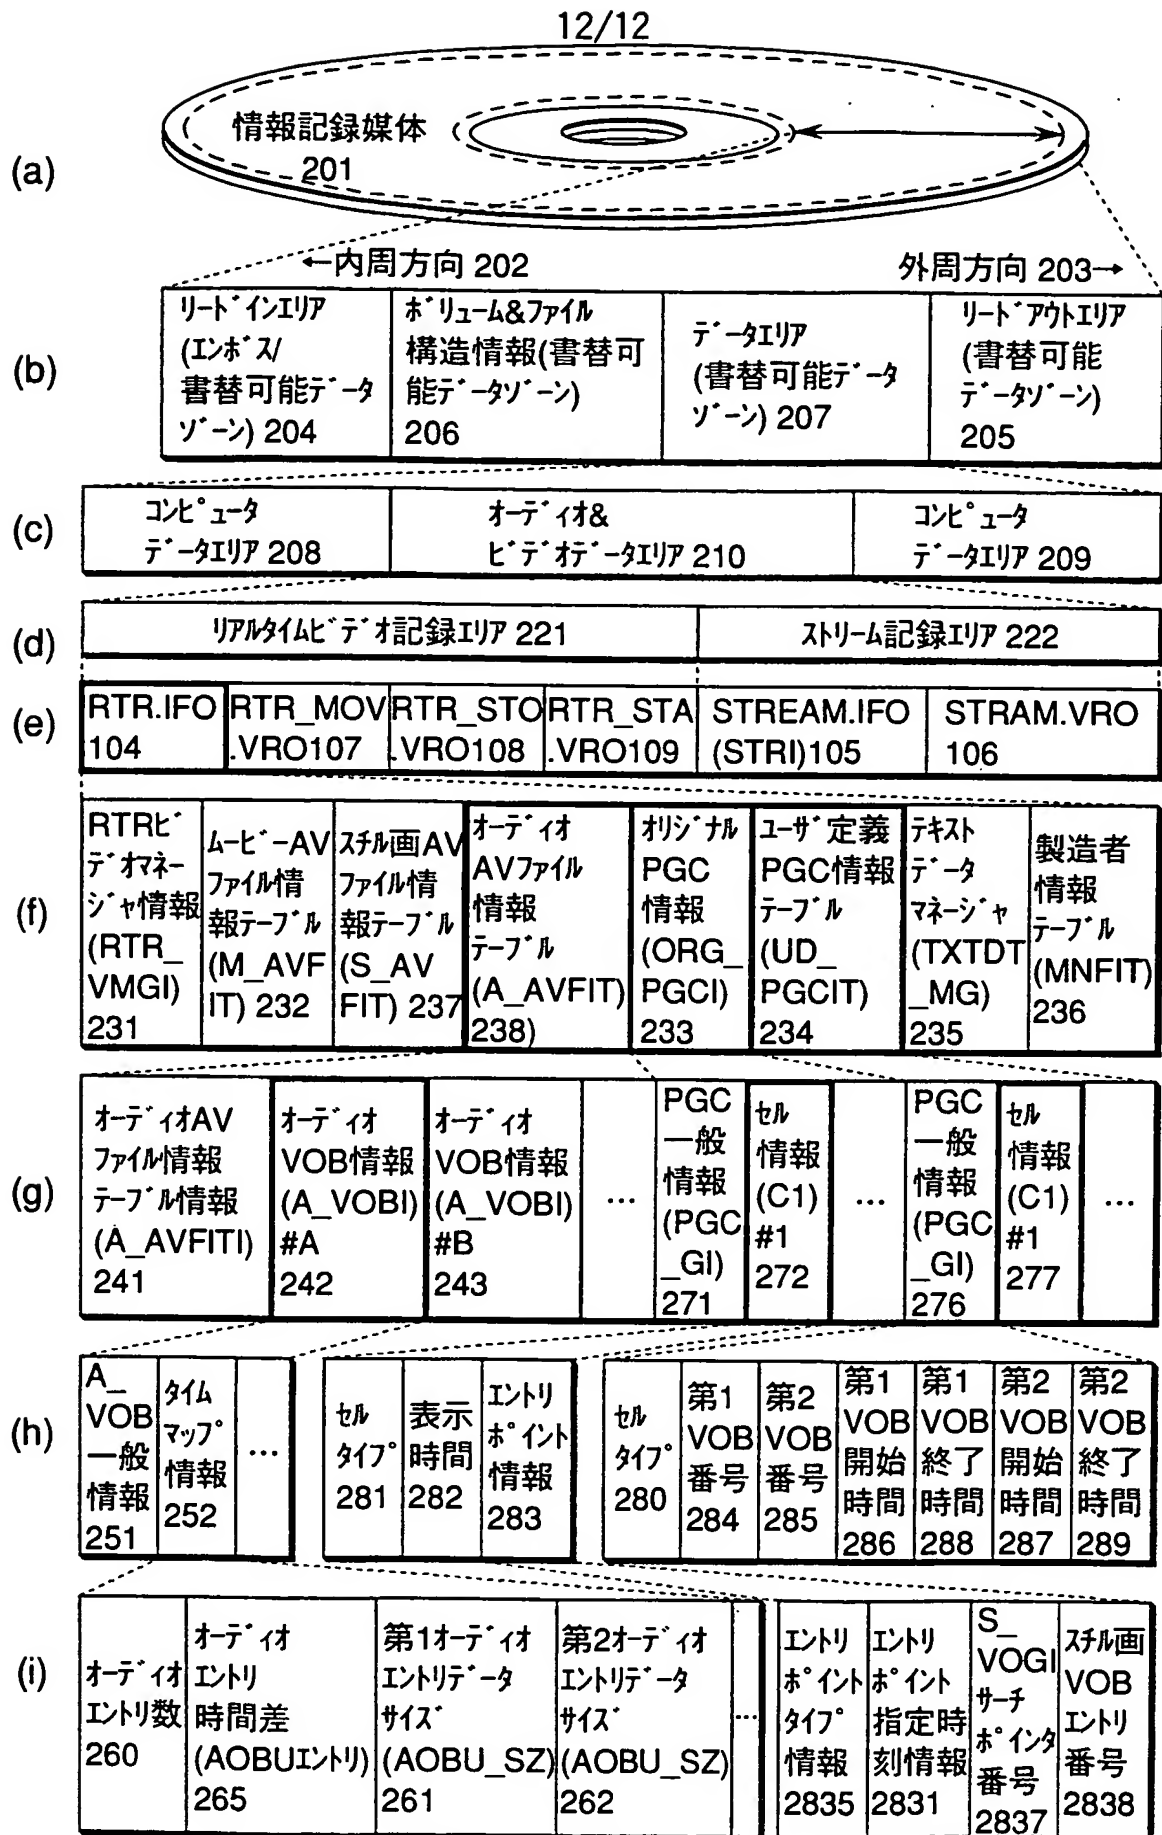 12/12
(a)
情報記録媒体
201
←内周方向 202
外周方向 203→
(b)
リードインエリア
(エンボス/
書替可能データ
ゾーン) 204
ボリューム&ファイル
構造情報(書替可
能データゾーン)
206
データエリア
(書替可能データ
ゾーン) 207
リードアウトエリア
(書替可能
データゾーン)
205
(c)
コンピュータ
データエリア 208
オーディオ&
ビデオデータエリア 210
コンピュータ
データエリア 209
(d)
リアルタイムビデオ記録エリア 221
ストリーム記録エリア 222
(e)
RTR.IFO
104
RTR_MOV
.VRO107
RTR_STO
.VRO108
RTR_STA
.VRO109
STREAM.IFO
(STRI)105
STRAM.VRO
106
(f)
RTRビ
デオマネー
ジャ情報
(RTR_
VMGI)
231
ムービーAV
ファイル情
報テーブル
(M_AVF
IT) 232
スチル画AV
ファイル情
報テーブル
(S_AV
FIT) 237
オーディオ
AVファイル
情報
テーブル
(A_AVFIT)
238)
オリジナル
PGC
情報
(ORG_
PGCI)
233
ユーザ定義
PGC情報
テーブル
(UD_
PGCIT)
234
テキスト
データ
マネージャ
(TXTDT
_MG)
235
製造者
情報
テーブル
(MNFIT)
236
(g)
オーディオAV
ファイル情報
テーブル情報
(A_AVFITI)
241
オーディオ
VOB情報
(A_VOBI)
#A
242
オーディオ
VOB情報
(A_VOBI)
#B
243
...
PGC
一般
情報
(PGC
_GI)
271
セル
情報
(C1)
#1
272
...
PGC
一般
情報
(PGC
_GI)
276
セル
情報
(C1)
#1
277
...
(h)
A_
VOB
一般
情報
251
タイム
マップ
情報
252
...
セル
タイプ
281
表示
時間
282
エントリ
ポイント
情報
283
セル
タイプ
280
第1
VOB
番号
284
第2
VOB
番号
285
第1
VOB
開始
時間
286
第1
VOB
終了
時間
288
第2
VOB
開始
時間
287
第2
VOB
終了
時間
289
(i)
オーディオ
エントリ数
260
オーディオ
エントリ
時間差
(AOBUエントリ)
265
第1オーディオ
エントリデータ
サイズ
(AOBU_SZ)
261
第2オーディオ
エントリデータ
サイズ
(AOBU_SZ)
262
...
エントリ
ポイント
タイプ
情報
2835
エントリ
ポイント
指定時
刻情報
2831
S_
VOGI
サーチ
ポインタ
番号
2837
スチル画
VOB
エントリ
番号
2838